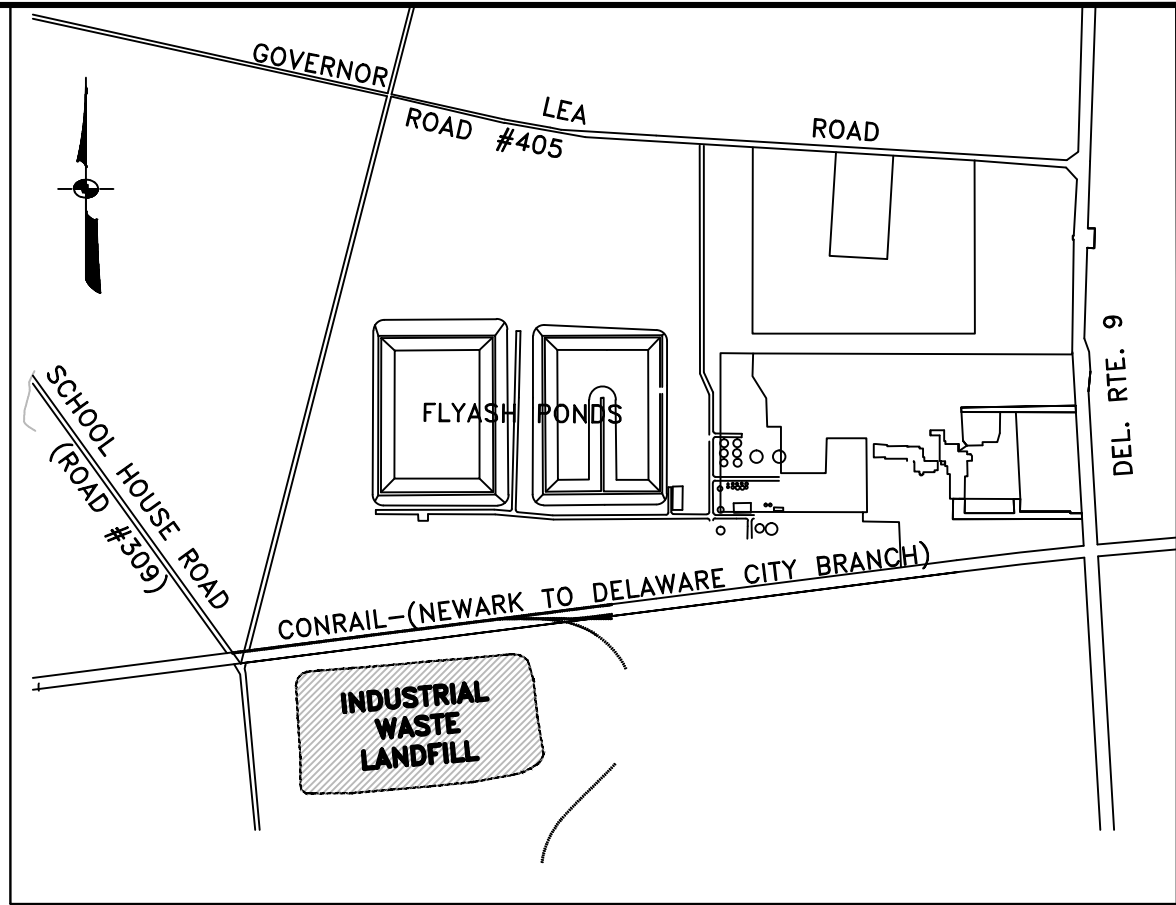 GOVERNOR LEA ROAD
ROAD #405
DEL. RTE. 9
SCHOOL HOUSE ROAD
(ROAD #309)
FLYASH PONDS
CONRAIL-(NEWARK TO DELAWARE CITY BRANCH)
INDUSTRIAL
WASTE
LANDFILL